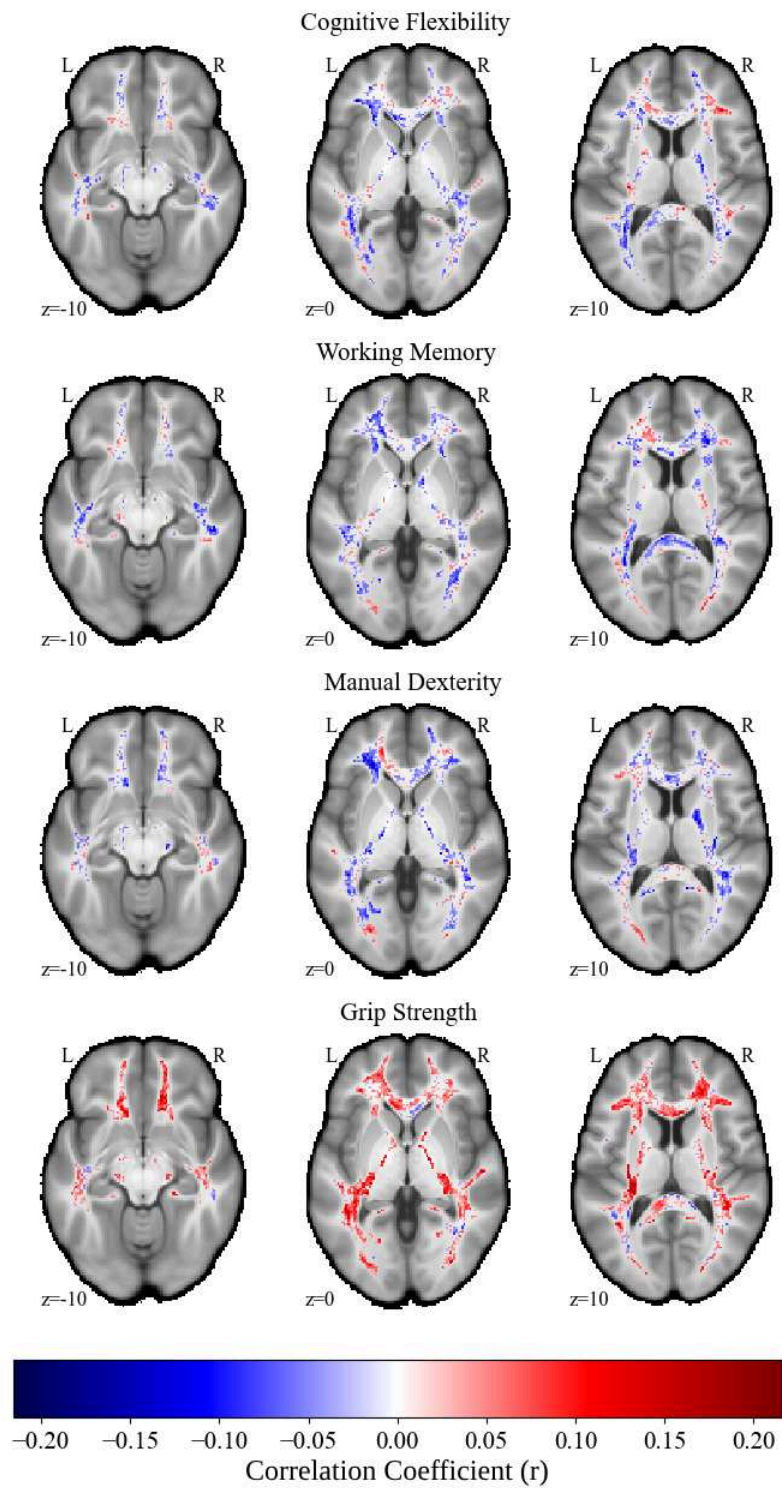 Cognitive Flexibility
L R L R L R
z=-10 z=0 z=10
Working Memory
L R L R L R
z=-10 z=0 z=10
Manual Dexterity
L R L R L R
z=-10 z=0 z=10
Grip Strength
L R L R L R
z=-10 z=0 z=10
−0.20 −0.15 −0.10 −0.05 0.00 0.05 0.10 0.15 0.20
Correlation Coefficient (r)